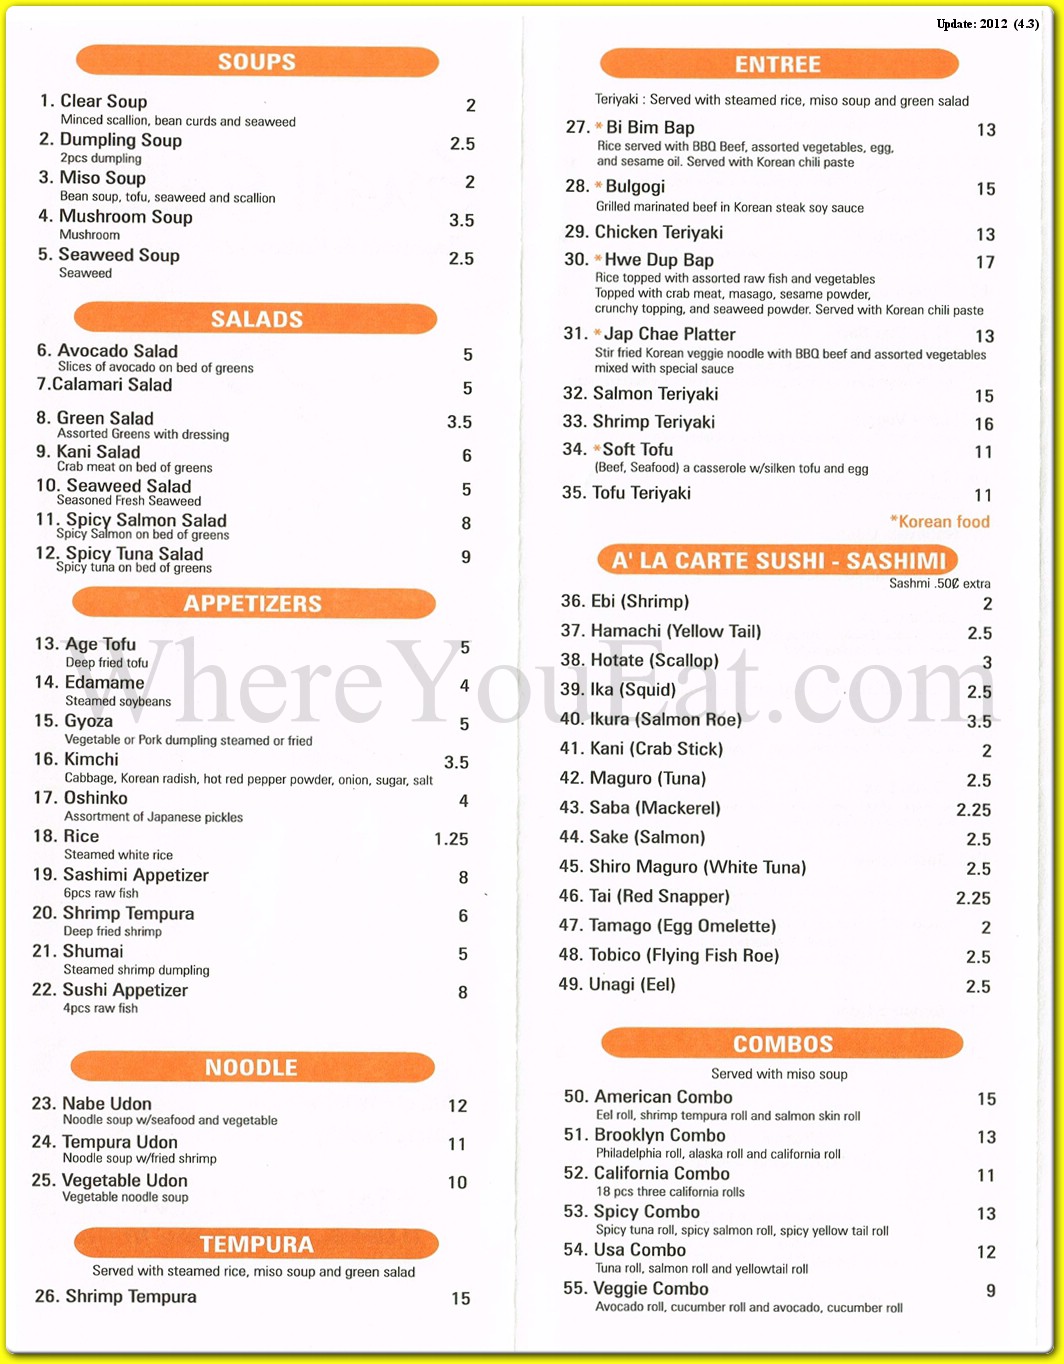 Update: 2012 (4.3)
SOUPS
1. Clear Soup 2
Minced scallion, bean curds and seaweed
2. Dumpling Soup 2.5
2pcs dumpling
3. Miso Soup 2
Bean soup, tofu, seaweed and scallion
4. Mushroom Soup 3.5
Mushroom
5. Seaweed Soup 2.5
Seaweed
SALADS
6. Avocado Salad 5
Slices of avocado on bed of greens
7.Calamari Salad 5
8. Green Salad 3.5
Assorted Greens with dressing
9. Kani Salad 6
Crab meat on bed of greens
10. Seaweed Salad 5
Seasoned Fresh Seaweed
11. Spicy Salmon Salad 8
Spicy Salmon on bed of greens
12. Spicy Tuna Salad 9
Spicy tuna on bed of greens
APPETIZERS
13. Age Tofu 5
Deep fried tofu
14. Edamame 4
Steamed soybeans
15. Gyoza 5
Vegetable or Pork dumpling steamed or fried
16. Kimchi 3.5
Cabbage, Korean radish, hot red pepper powder, onion, sugar, salt
17. Oshinko 4
Assortment of Japanese pickles
18. Rice 1.25
Steamed white rice
19. Sashimi Appetizer 8
6pcs raw fish
20. Shrimp Tempura 6
Deep fried shrimp
21. Shumai 5
Steamed shrimp dumpling
22. Sushi Appetizer 8
4pcs raw fish
NOODLE
23. Nabe Udon 12
Noodle soup w/seafood and vegetable
24. Tempura Udon 11
Noodle soup w/fried shrimp
25. Vegetable Udon 10
Vegetable noodle soup
TEMPURA
Served with steamed rice, miso soup and green salad
26. Shrimp Tempura 15
ENTREE
Teriyaki : Served with steamed rice, miso soup and green salad
27. *Bi Bim Bap 13
Rice served with BBQ Beef, assorted vegetables, egg,
and sesame oil. Served with Korean chili paste
28. *Bulgogi 15
Grilled marinated beef in Korean steak soy sauce
29. Chicken Teriyaki 13
30. *Hwe Dup Bap 17
Rice topped with assorted raw fish and vegetables
Topped with crab meat, masago, sesame powder,
crunchy topping, and seaweed powder. Served with Korean chili paste
31. *Jap Chae Platter 13
Stir fried Korean veggie noodle with BBQ beef and assorted vegetables
mixed with special sauce
32. Salmon Teriyaki 15
33. Shrimp Teriyaki 16
34. *Soft Tofu 11
(Beef, Seafood) a casserole w/silken tofu and egg
35. Tofu Teriyaki 11
*Korean food
A' LA CARTE SUSHI - SASHIMI
Sashmi .50¢ extra
36. Ebi (Shrimp) 2
37. Hamachi (Yellow Tail) 2.5
38. Hotate (Scallop) 3
39. Ika (Squid) 2.5
40. Ikura (Salmon Roe) 3.5
41. Kani (Crab Stick) 2
42. Maguro (Tuna) 2.5
43. Saba (Mackerel) 2.25
44. Sake (Salmon) 2.5
45. Shiro Maguro (White Tuna) 2.5
46. Tai (Red Snapper) 2.25
47. Tamago (Egg Omelette) 2
48. Tobico (Flying Fish Roe) 2.5
49. Unagi (Eel) 2.5
COMBOS
Served with miso soup
50. American Combo 15
Eel roll, shrimp tempura roll and salmon skin roll
51. Brooklyn Combo 13
Philadelphia roll, alaska roll and california roll
52. California Combo 11
18 pcs three california rolls
53. Spicy Combo 13
Spicy tuna roll, spicy salmon roll, spicy yellow tail roll
54. Usa Combo 12
Tuna roll, salmon roll and yellowtail roll
55. Veggie Combo 9
Avocado roll, cucumber roll and avocado, cucumber roll
WhereYouEat.com